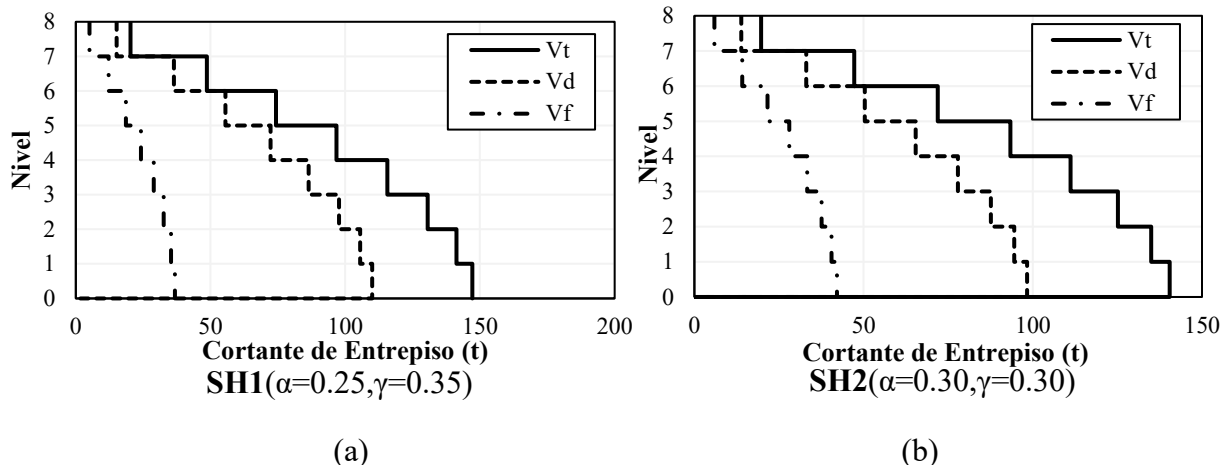 8
7
6
5
4
3
2
1
0
Nivel
Vt
Vd
Vf
0 50 100 150 200
Cortante de Entrepiso (t)
SH1(α=0.25,γ=0.35)
(a)
8
7
6
5
4
3
2
1
0
Nivel
Vt
Vd
Vf
0 50 100 150
Cortante de Entrepiso (t)
SH2(α=0.30,γ=0.30)
(b)